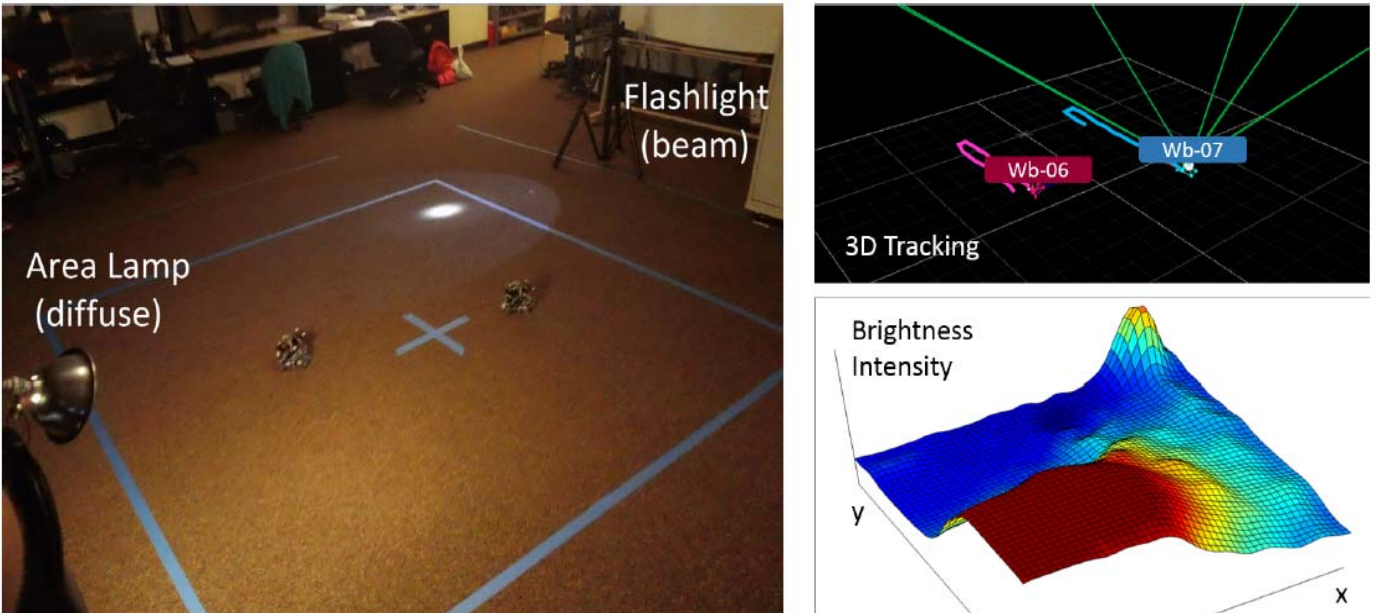 Flashlight
(beam)
Area Lamp
(diffuse)
Wb-06
Wb-07
3D Tracking
Brightness
Intensity
y
x